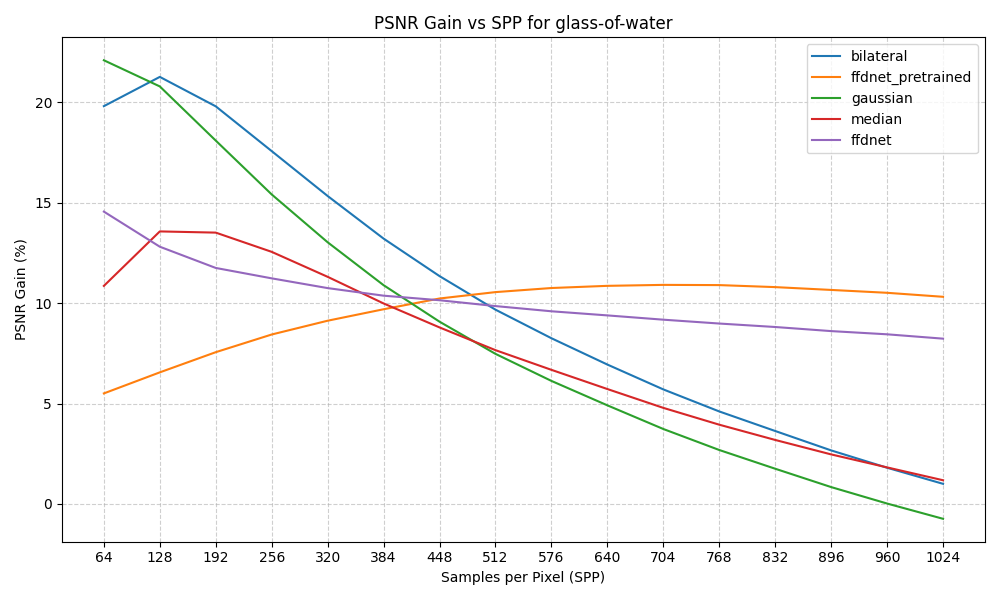 PSNR Gain vs SPP for glass-of-water
PSNR Gain (%)
20
15
10
5
0
bilateral
ffdnet_pretrained
gaussian
median
ffdnet
64 128 192 256 320 384 448 512 576 640 704 768 832 896 960 1024
Samples per Pixel (SPP)